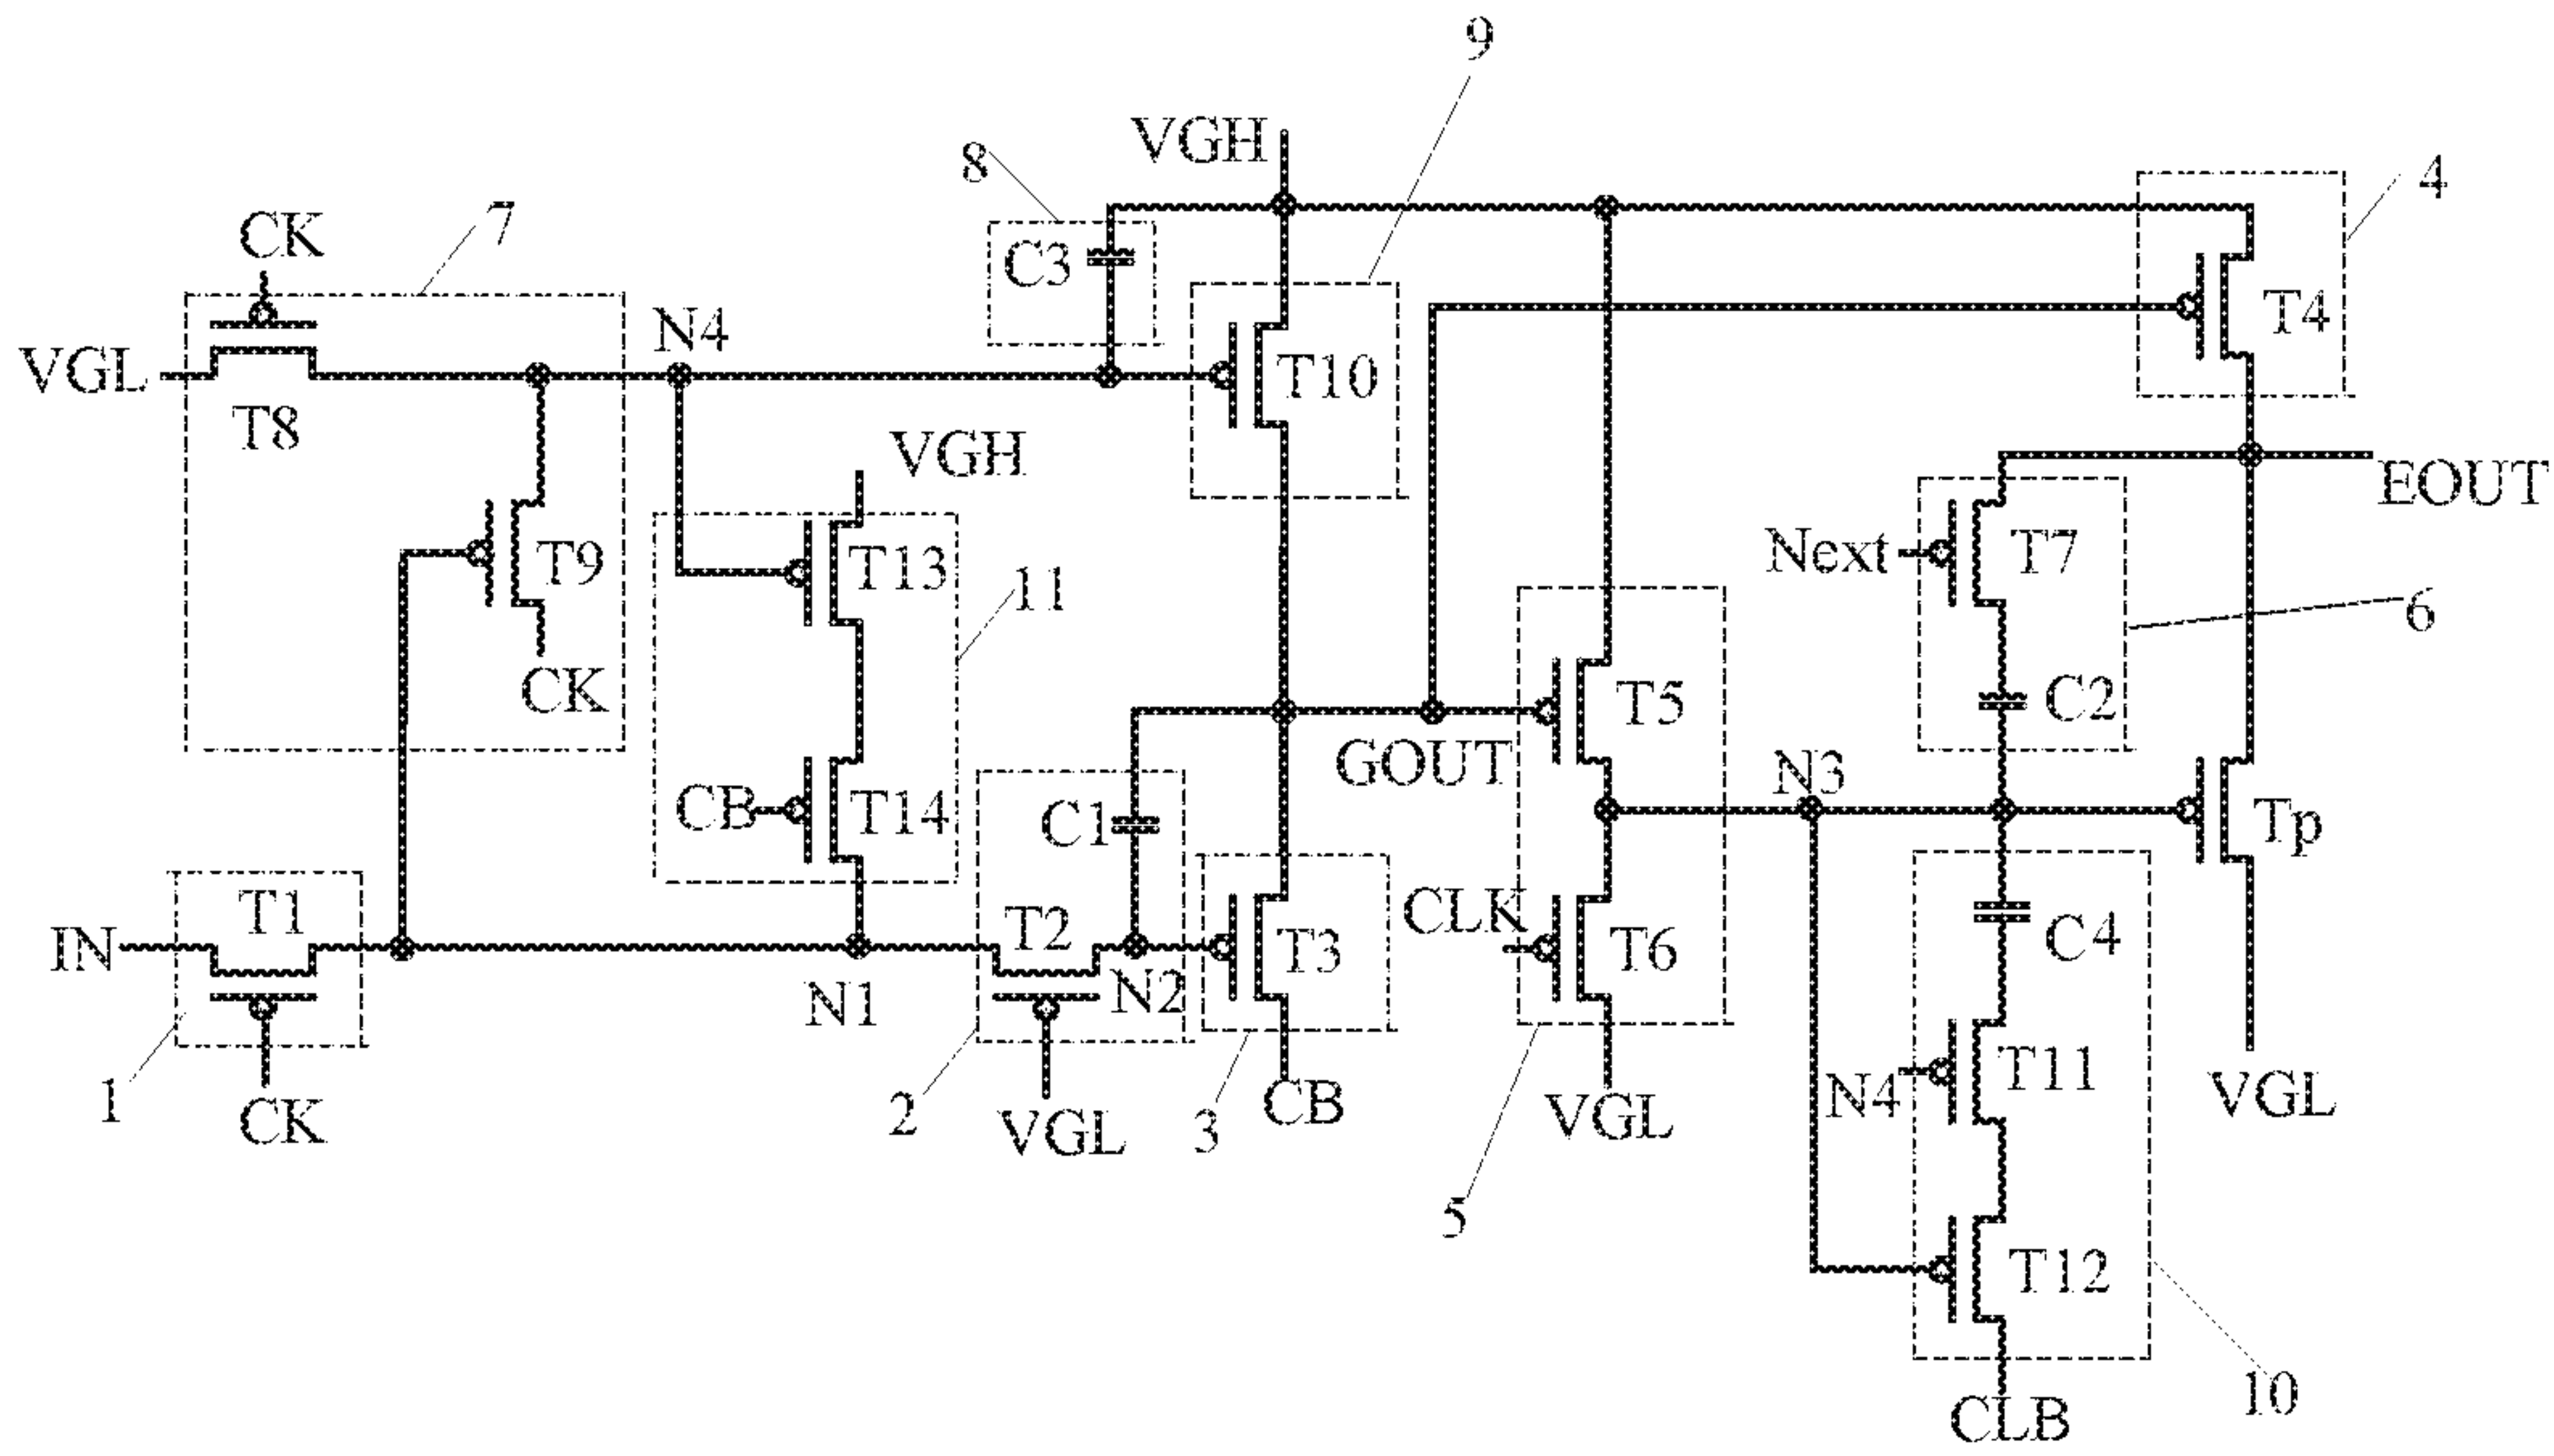 9
VGH
8
4
CK
7
C3
T4
N4
VGL
T10
T8
VGH
EOUT
Next
T7
T9
T13
11
6
CK
T5
C2
GOUT
N3
CB
T14
C1
Tp
T1
CLK
T2
T3
T6
C4
IN
N1
N2
T11
1
CK
2
VGL
3
CB
VGL
N4
VGL
5
T12
10
CLB